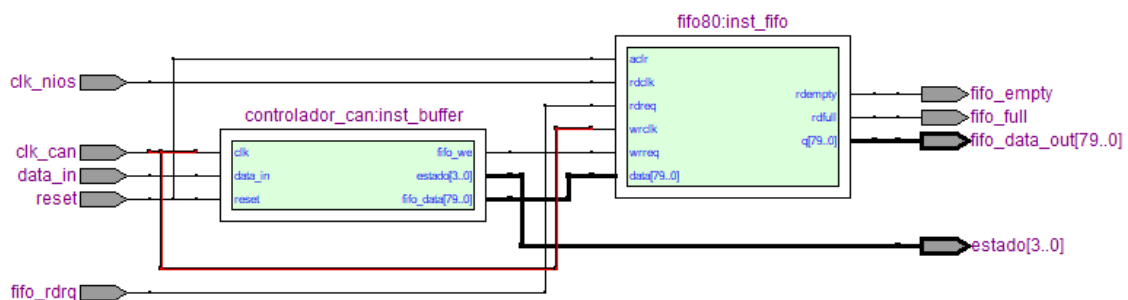 fifo80:inst_fifo
clk_nios
aclr
rdclk
rdreq
wrclk
wrreq
data[79..0]
rdempty
rdfull
q[79..0]
fifo_empty
fifo_full
fifo_data_out[79..0]
controlador_can:inst_buffer
clk_can
data_in
reset
clk
data_in
reset
fifo_we
estado[3..0]
fifo_data[79..0]
estado[3..0]
fifo_rdrq